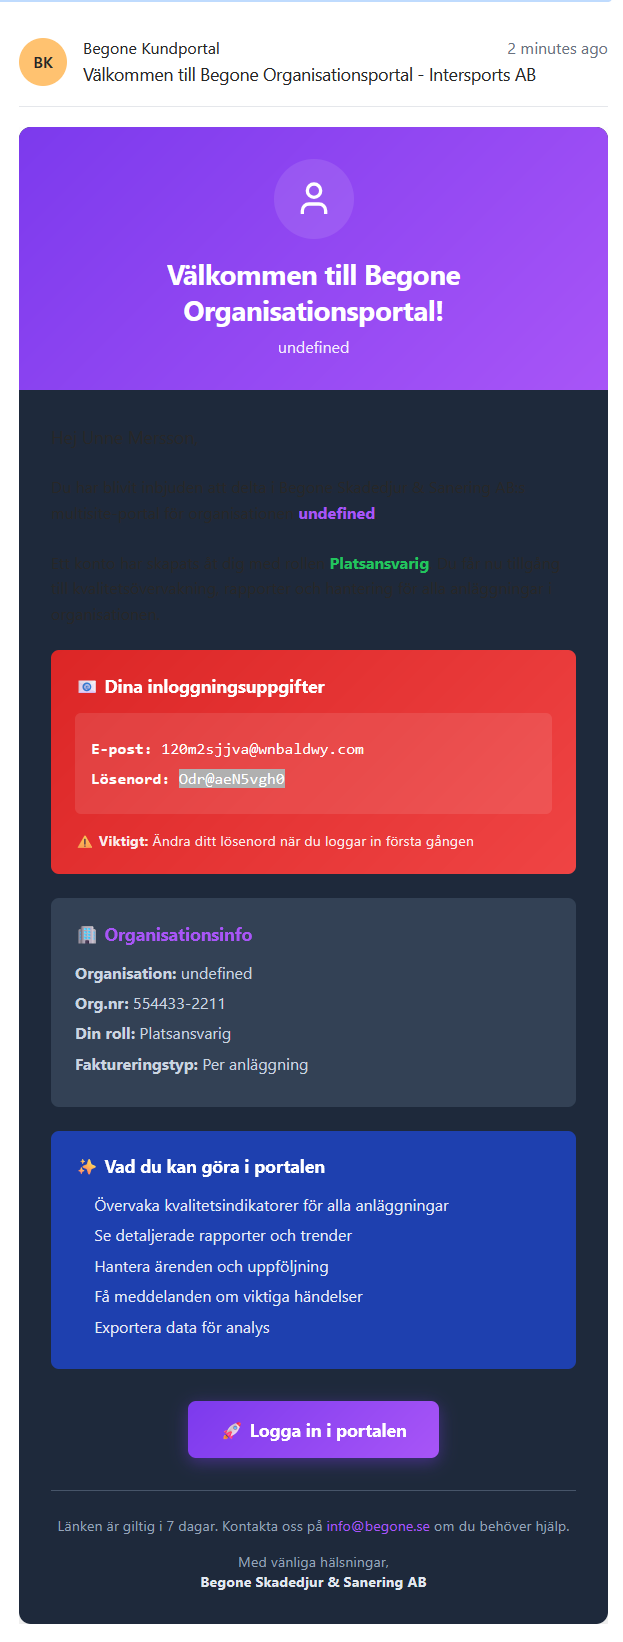 BK
Begone Kundportal
2 minutes ago
Välkommen till Begone Organisationsportal - Intersports AB
Välkommen till Begone
Organisationsportal!
undefined
undefined
Platsansvarig
📧 Dina inloggningsuppgifter
E-post: 120m2sjjva@wnbaldwy.com
Lösenord: Odr@aeN5vgh0
⚠️ Viktigt: Ändra ditt lösenord när du loggar in första gången
🏢 Organisationsinfo
Organisation: undefined
Org.nr: 554433-2211
Din roll: Platsansvarig
Faktureringstyp: Per anläggning
✨ Vad du kan göra i portalen
Övervaka kvalitetsindikatorer för alla anläggningar
Se detaljerade rapporter och trender
Hantera ärenden och uppföljning
Få meddelanden om viktiga händelser
Exportera data för analys
🚀 Logga in i portalen
Länken är giltig i 7 dagar. Kontakta oss på info@begone.se om du behöver hjälp.
Med vänliga hälsningar,
Begone Skadedjur & Sanering AB